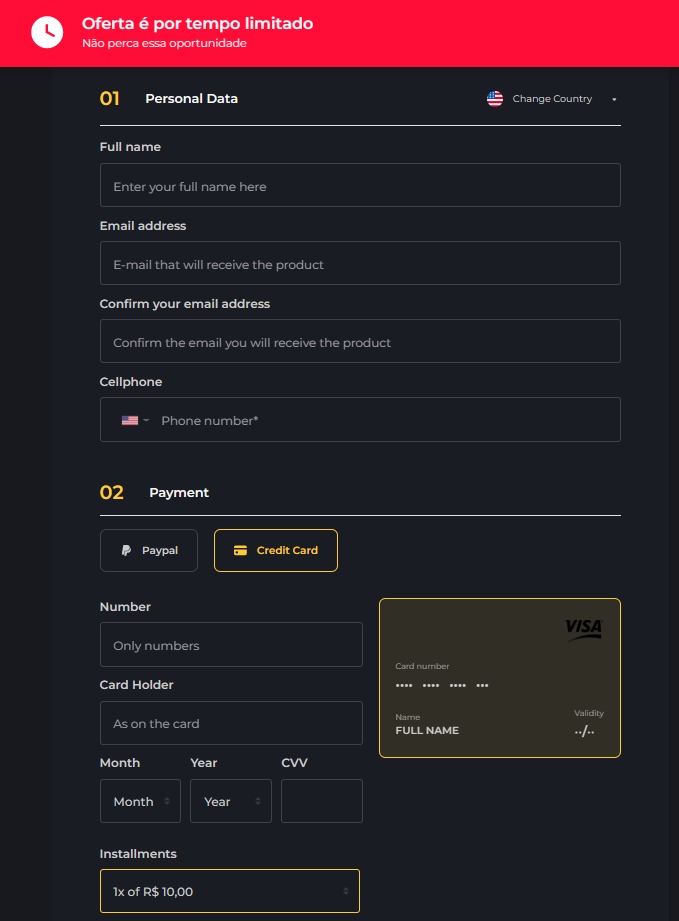 Oferta é por tempo limitado
Não perca essa oportunidade
01 Personal Data Change Country
Full name
Enter your full name here
Email address
E-mail that will receive the product
Confirm your email address
Confirm the email you will receive the product
Cellphone
Phone number*
02 Payment
Paypal Credit Card
Number
Only numbers
VISA
Card number
•••• •••• •••• •••
Card Holder
As on the card
Name Validity
FULL NAME ••/••
Month Year CVV
Month Year
Installments
1x of R$ 10,00